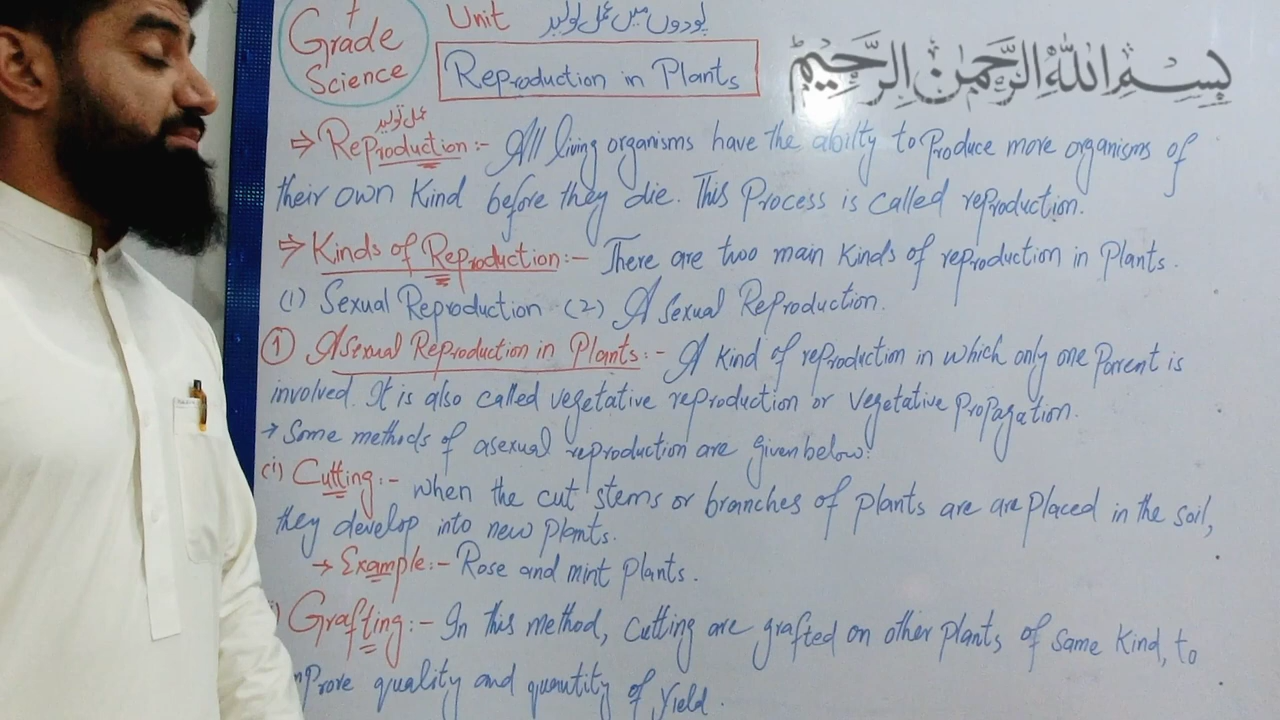 7
Grade
Science
Unit
پودوں میں عمل تولید
Reproduction in Plants
بِسْمِ اللهِ الرَّحْمٰنِ الرَّحِيْمِ
عمل تولید
⇒ Reproduction:- All living organisms have the abilty to Produce more organisms of
their own Kind before they die. This Process is called reproduction.
⇒ Kinds of Reproduction:- There are two main Kinds of reproduction in Plants.
(1) Sexual Reproduction (2) A Sexual Reproduction.
① ASexual Reproduction in Plants:- A Kind of reproduction in which only one Parrent is
involved. It is also called vegetative reproduction or Vegetative Propagation.
→ Some methods of asexual reproduction are given below:
(i) Cutting:- when the cut stems or branches of Plants are are placed in the soil,
they develop into new plants.
→ Example:- Rose and mint Plants.
Grafting:- In this method, cutting are grafted on other Plants of same Kind, to
mprove quality and quantity of yield.